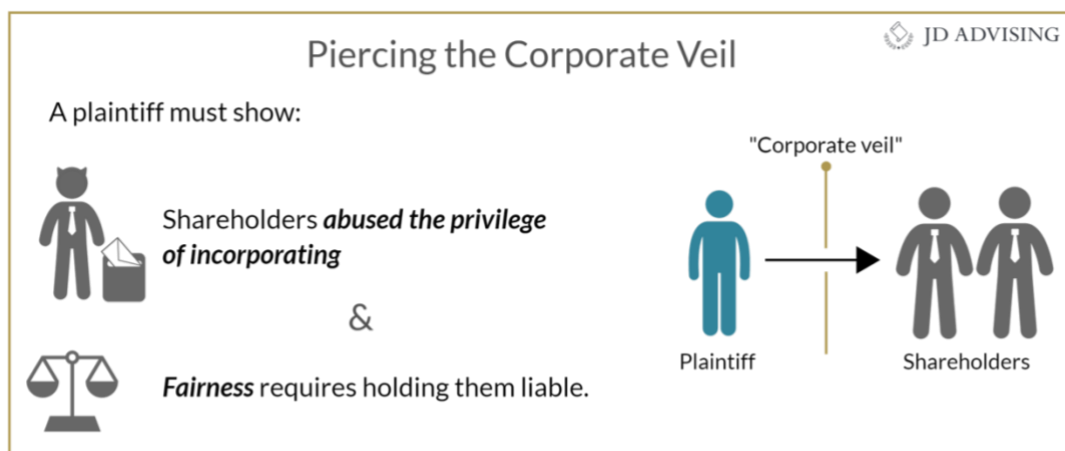 JD ADVISING
Piercing the Corporate Veil
A plaintiff must show:
Shareholders abused the privilege
of incorporating
&
Fairness requires holding them liable.
"Corporate veil"
Plaintiff
Shareholders